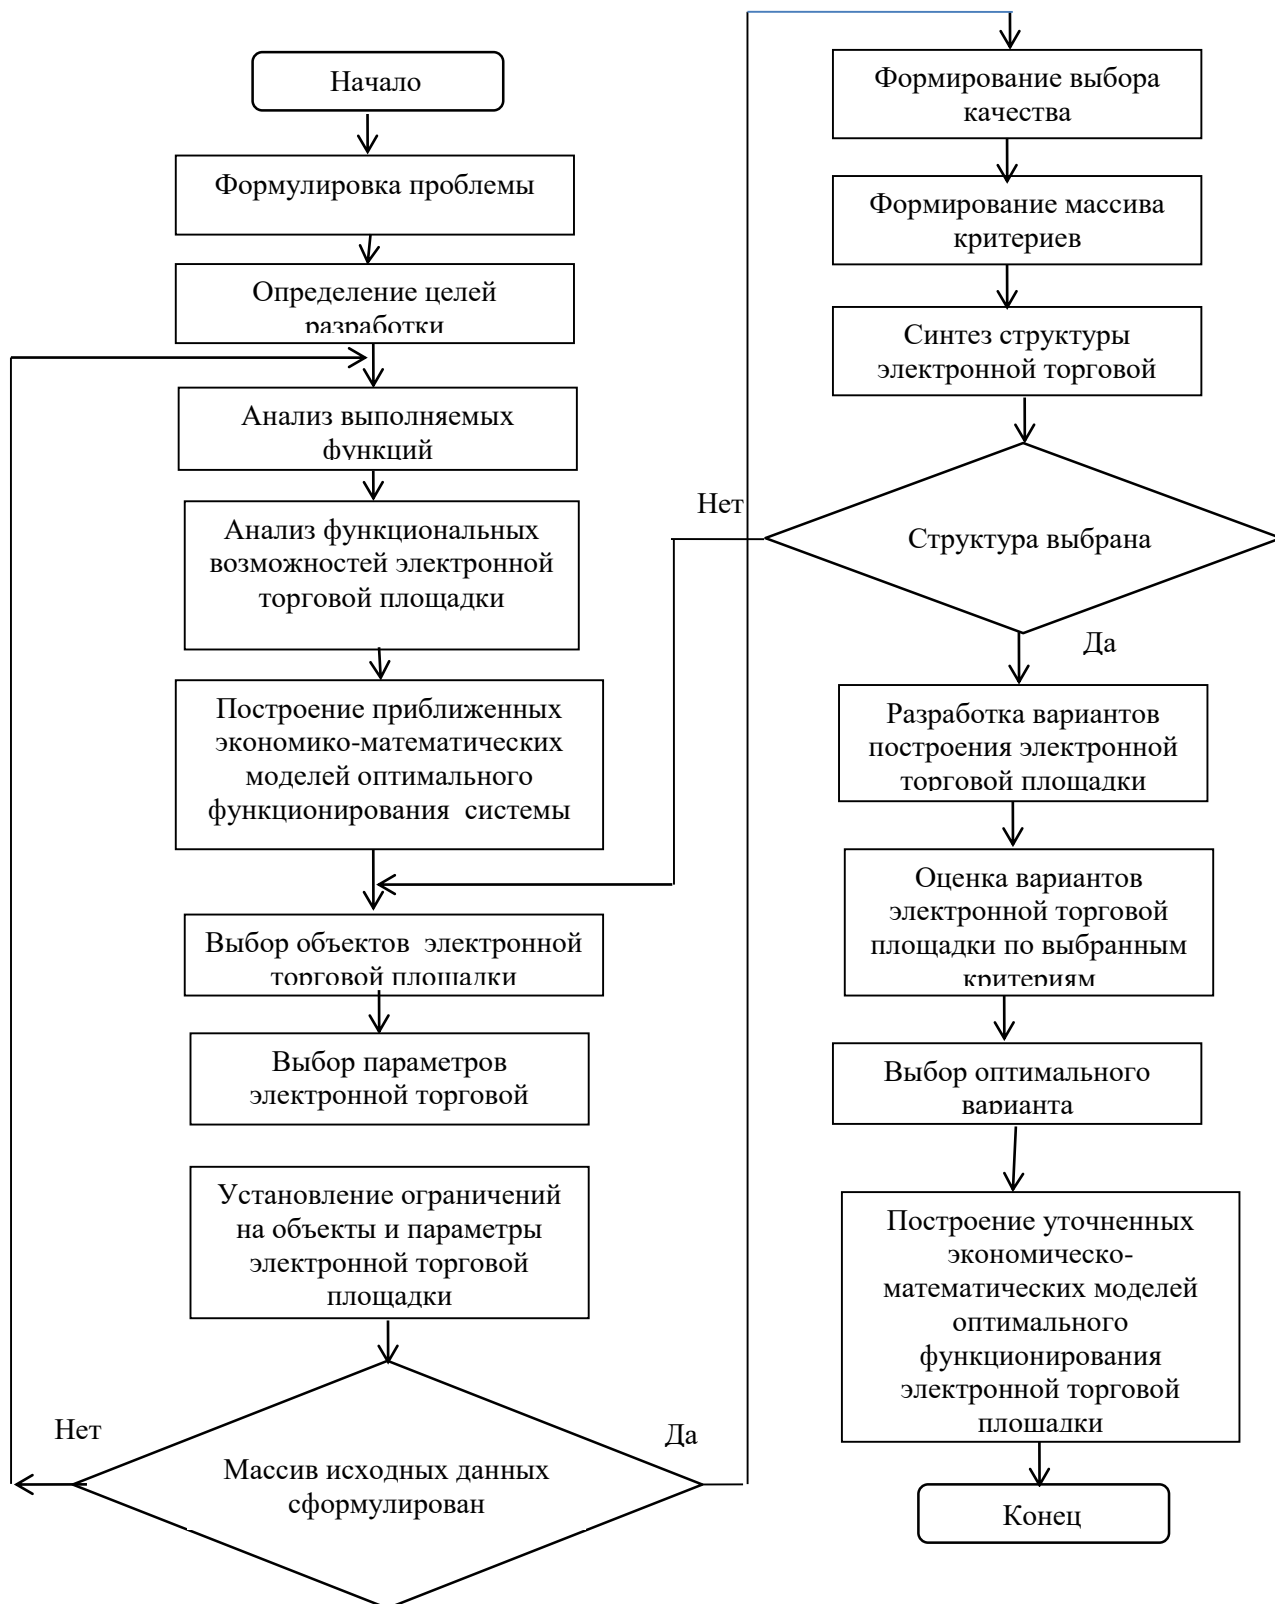 Начало
Формулировка проблемы
Определение целей
разработки
Анализ выполняемых
функций
Анализ функциональных
возможностей электронной
торговой площадки
Построение приближенных
экономико-математических
моделей оптимального
функционирования системы
Выбор объектов электронной
торговой площадки
Выбор параметров
электронной торговой
Установление ограничений
на объекты и параметры
электронной торговой
площадки
Нет
Да
Массив исходных данных
сформулирован
Формирование выбора
качества
Формирование массива
критериев
Синтез структуры
электронной торговой
Нет
Структура выбрана
Да
Разработка вариантов
построения электронной
торговой площадки
Оценка вариантов
электронной торговой
площадки по выбранным
критериям
Выбор оптимального
варианта
Построение уточненных
экономическо-
математических моделей
оптимального
функционирования
электронной торговой
площадки
Конец